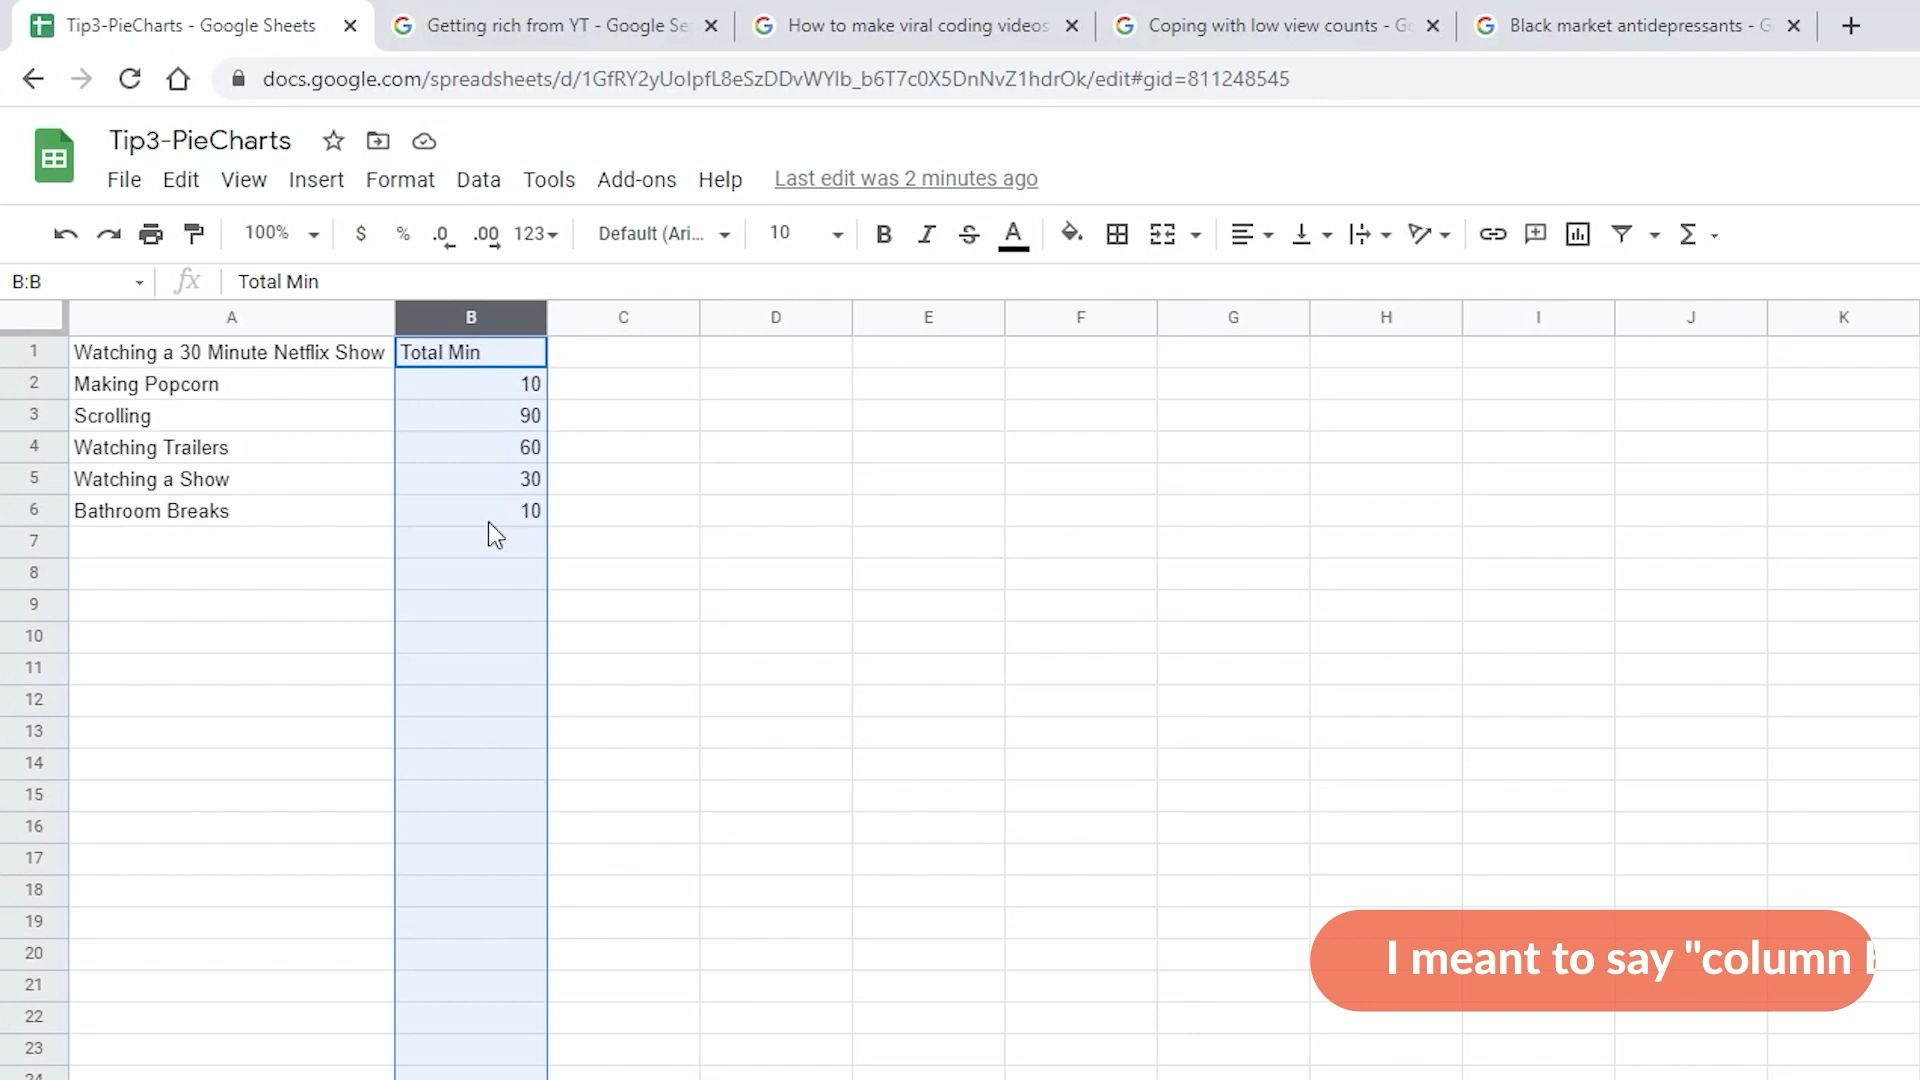 Tip3-PieCharts - Google Sheets
Getting rich from YT - Google Se
How to make viral coding videos
Coping with low view counts - Go
Black market antidepressants - G
docs.google.com/spreadsheets/d/1GfRY2yUoIpfL8eSzDDvWYIb_b6T7c0X5DnNvZ1hdrOk/edit#gid=811248545
Tip3-PieCharts
File Edit View Insert Format Data Tools Add-ons Help Last edit was 2 minutes ago
100% $ % .0 .00 123 Default (Ari... 10 B I S A Σ
B:B fx Total Min
A B C D E F G H I J K
1 Watching a 30 Minute Netflix Show Total Min
2 Making Popcorn 10
3 Scrolling 90
4 Watching Trailers 60
5 Watching a Show 30
6 Bathroom Breaks 10
7
8
9
10
11
12
13
14
15
16
17
18
19
20
21
22
23
24
I meant to say "column